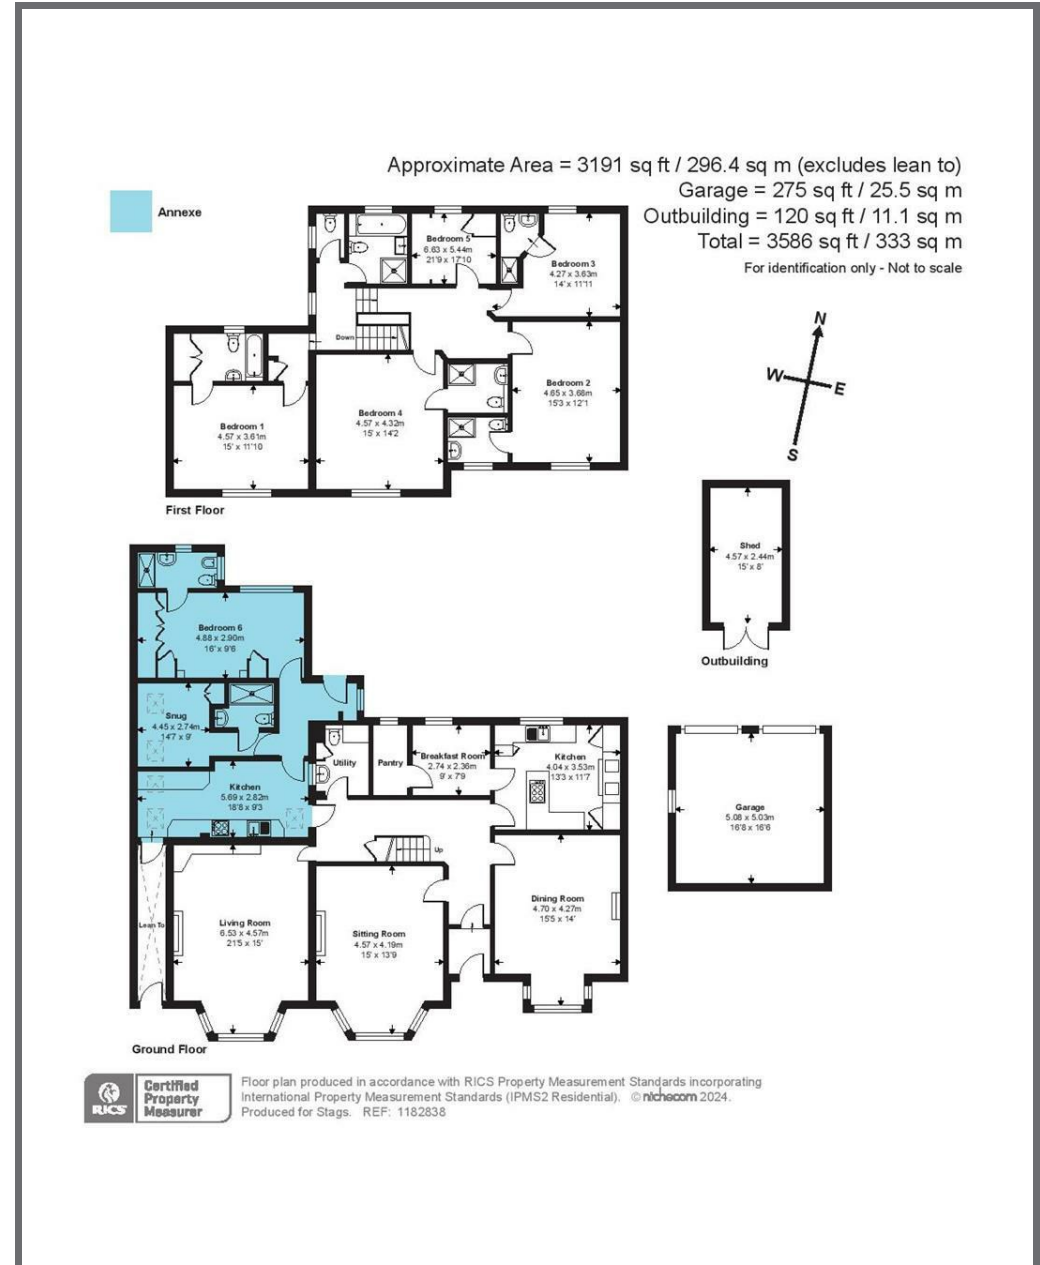 Approximate Area = 3191 sq ft / 296.4 sq m (excludes lean to)
Garage = 275 sq ft / 25.5 sq m
Outbuilding = 120 sq ft / 11.1 sq m
Total = 3586 sq ft / 333 sq m
For identification only - Not to scale
Annexe
Bedroom 5
6.63 x 5.44m
21'9 x 17'10
Bedroom 3
4.27 x 3.63m
14' x 11'11
Down
Bedroom 2
4.65 x 3.68m
15'3 x 12'1
Bedroom 4
4.57 x 4.32m
15' x 14'2
Bedroom 1
4.57 x 3.61m
15' x 11'10
First Floor
N
W
E
S
Shed
4.57 x 2.44m
15' x 8'
Outbuilding
Bedroom 6
4.88 x 2.90m
16' x 9'6
Snug
4.45 x 2.74m
14'7 x 9'
Kitchen
5.69 x 2.82m
18'8 x 9'3
Utility
Pantry
Breakfast Room
2.74 x 2.36m
9' x 7'9
Kitchen
4.04 x 3.53m
13'3 x 11'7
Up
Garage
5.08 x 5.03m
16'8 x 16'6
Lean To
Living Room
6.53 x 4.57m
21'5 x 15'
Sitting Room
4.57 x 4.19m
15' x 13'9
Dining Room
4.70 x 4.27m
15'5 x 14'
Ground Floor
RICS
Certified
Property
Measurer
Floor plan produced in accordance with RICS Property Measurement Standards incorporating
International Property Measurement Standards (IPMS2 Residential). © nichecom 2024.
Produced for Stags. REF: 1182838